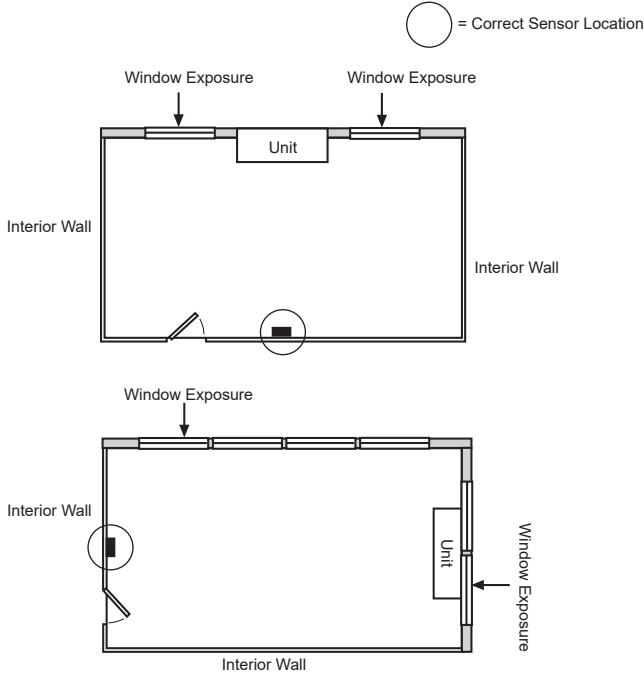 = Correct Sensor Location
Window Exposure
Window Exposure
Unit
Interior Wall
Interior Wall
Window Exposure
Interior Wall
Unit
Window Exposure
Interior Wall